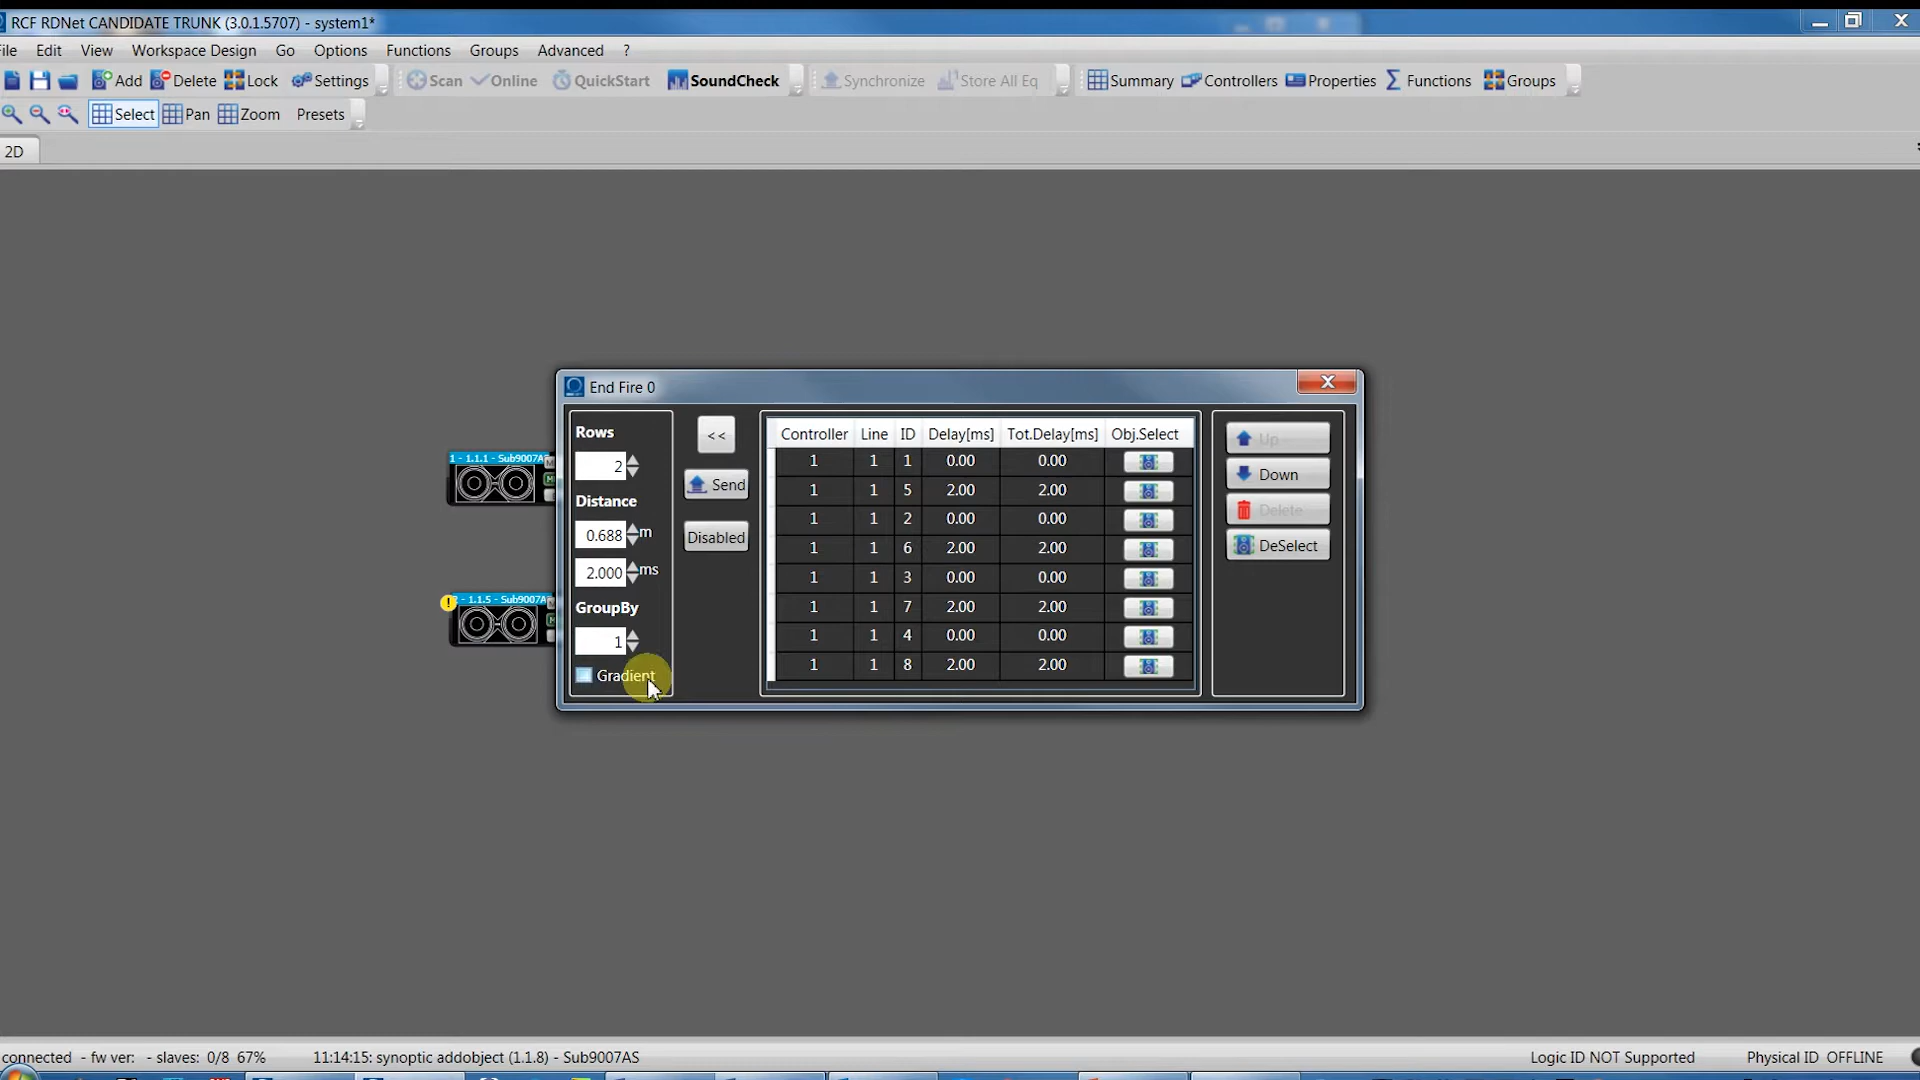 RCF RDNet CANDIDATE TRUNK (3.0.1.5707) - system1*
ile Edit View Workspace Design Go Options Functions Groups Advanced ?
Add Delete Lock Settings Scan Online QuickStart SoundCheck Synchronize Store All Eq Summary Controllers Properties Functions Groups
Select Pan Zoom Presets
2D
End Fire 0
1 - 1.1.1 - Sub9007A
- 1.1.5 - Sub9007A
Rows
2
Distance
0.688 m
2.000 ms
GroupBy
1
Gradient
<<
Send
Disabled
Controller Line ID Delay[ms] Tot.Delay[ms] Obj.Select
1 1 1 0.00 0.00
1 1 5 2.00 2.00
1 1 2 0.00 0.00
1 1 6 2.00 2.00
1 1 3 0.00 0.00
1 1 7 2.00 2.00
1 1 4 0.00 0.00
1 1 8 2.00 2.00
Up
Down
Delete
DeSelect
connected - fw ver: - slaves: 0/8 67% 11:14:15: synoptic addobject (1.1.8) - Sub9007AS Logic ID NOT Supported Physical ID OFFLINE